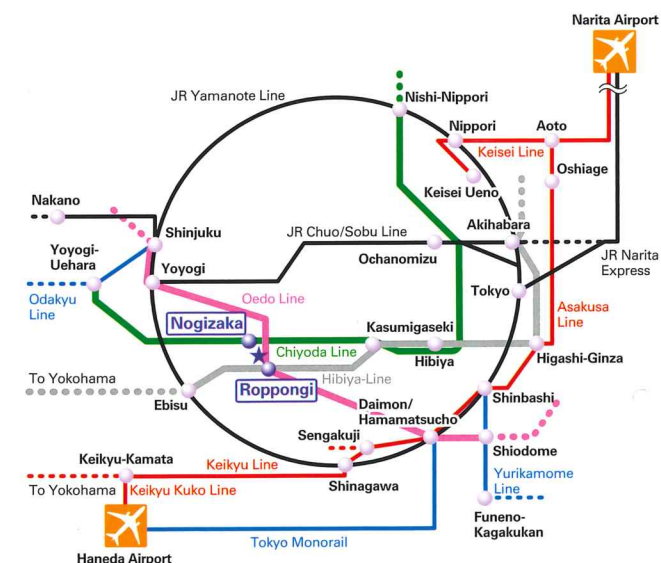 Narita Airport
JR Yamanote Line
Nishi-Nippori
Nippori
Aoto
Keisei Line
Oshiage
Keisei Ueno
Nakano
Shinjuku
JR Chuo/Sobu Line
Akihabara
Yoyogi-
Uehara
Ochanomizu
JR Narita
Express
Yoyogi
Tokyo
Odakyu
Line
Oedo Line
Asakusa
Line
Nogizaka
Kasumigaseki
Chiyoda Line
Hibiya
Higashi-Ginza
To Yokohama
Roppongi
Hibiya-Line
Ebisu
Shinbashi
Daimon/
Hamamatsucho
Sengakuji
Shiodome
Keikyu-Kamata
Keikyu Line
Shinagawa
Yurikamome
Line
To Yokohama
Keikyu Kuko Line
Funeno-
Kagakukan
Tokyo Monorail
Haneda Airport